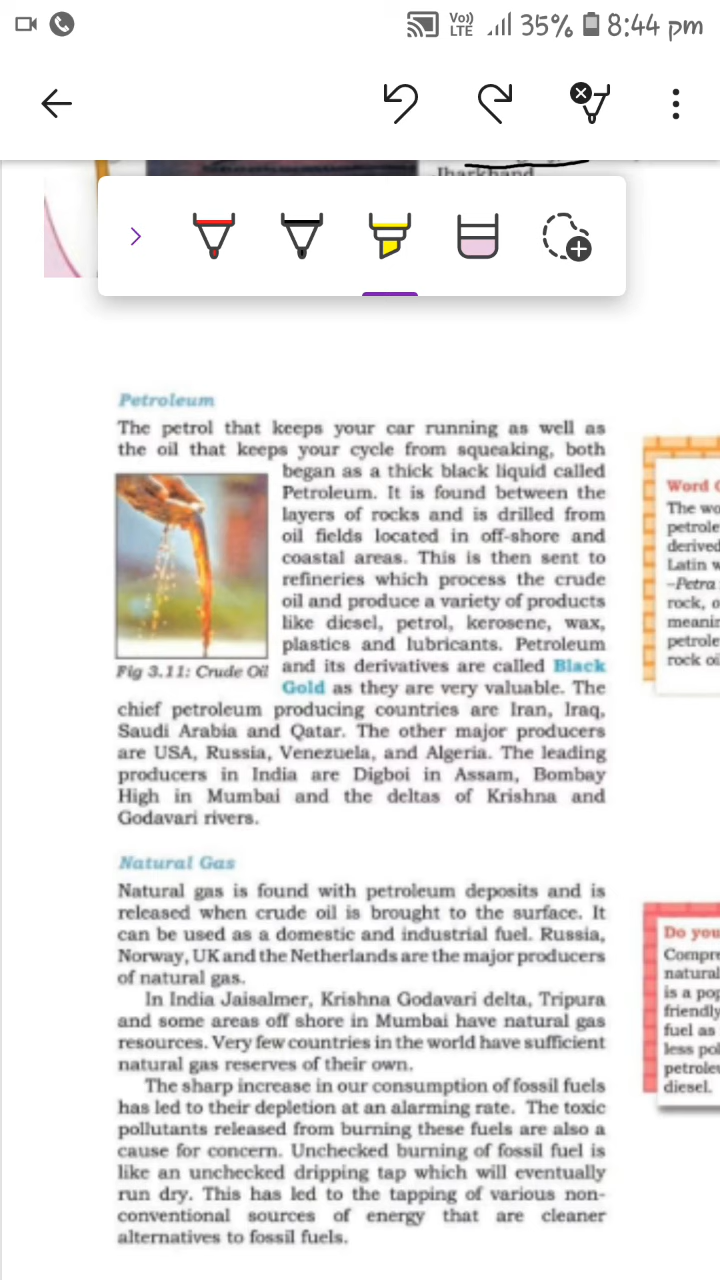 Vo))
LTE
35%
8:44 pm
Jharkhand
Petroleum
The petrol that keeps your car running as well as
the oil that keeps your cycle from squeaking, both
began as a thick black liquid called
Petroleum. It is found between the
layers of rocks and is drilled from
oil fields located in off-shore and
coastal areas. This is then sent to
refineries which process the crude
oil and produce a variety of products
like diesel, petrol, kerosene, wax,
plastics and lubricants. Petroleum
and its derivatives are called Black
Gold as they are very valuable. The
chief petroleum producing countries are Iran, Iraq,
Saudi Arabia and Qatar. The other major producers
are USA, Russia, Venezuela, and Algeria. The leading
producers in India are Digboi in Assam, Bombay
High in Mumbai and the deltas of Krishna and
Godavari rivers.
Fig 3.11: Crude Oil
Natural Gas
Natural gas is found with petroleum deposits and is
released when crude oil is brought to the surface. It
can be used as a domestic and industrial fuel. Russia,
Norway, UK and the Netherlands are the major producers
of natural gas.
In India Jaisalmer, Krishna Godavari delta, Tripura
and some areas off shore in Mumbai have natural gas
resources. Very few countries in the world have sufficient
natural gas reserves of their own.
The sharp increase in our consumption of fossil fuels
has led to their depletion at an alarming rate. The toxic
pollutants released from burning these fuels are also a
cause for concern. Unchecked burning of fossil fuel is
like an unchecked dripping tap which will eventually
run dry. This has led to the tapping of various non-
conventional sources of energy that are cleaner
alternatives to fossil fuels.
Word
The wo
petrole
derived
Latin w
–Petra
rock, o
meanin
petrole
rock oi
Do you
Compre
natural
is a pop
friendly
fuel as
less pol
petroleu
diesel.